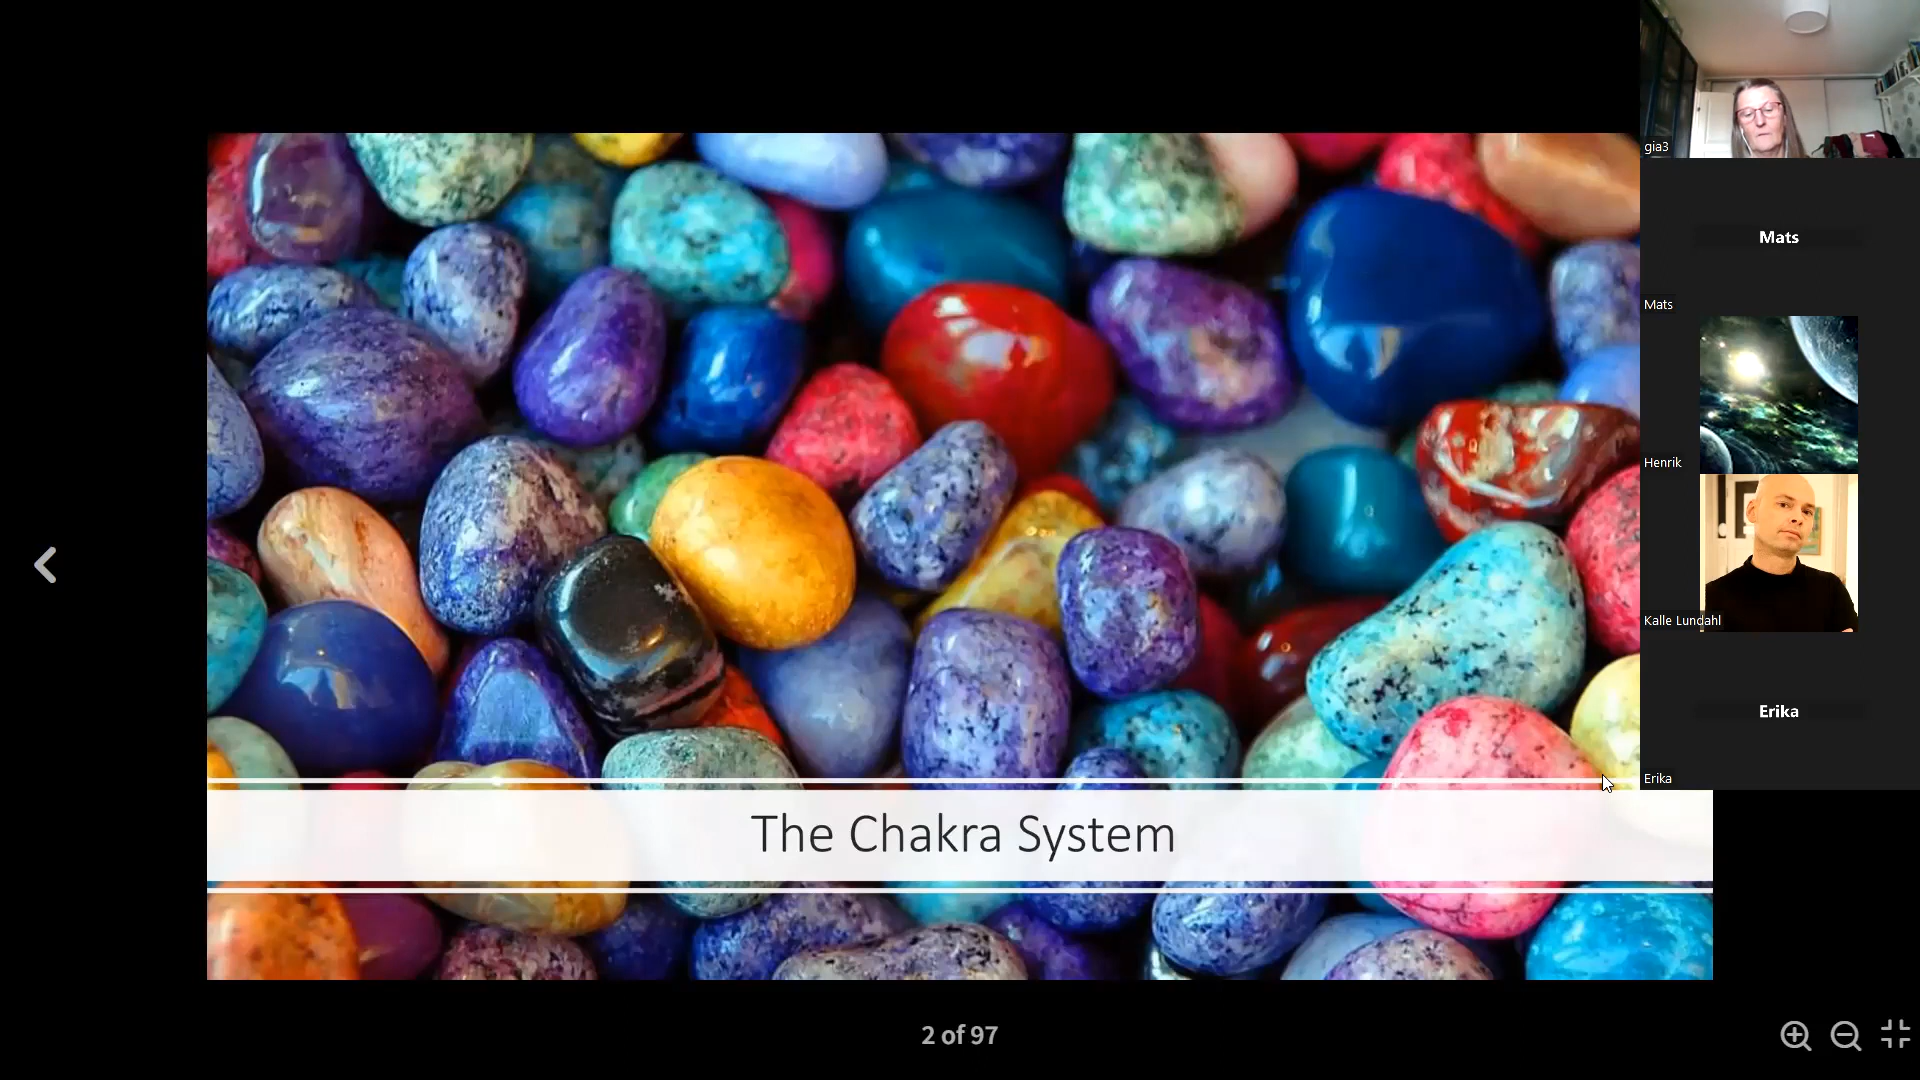 gia3
Mats
Mats
Henrik
Kalle Lundahl
Erika
Erika
The Chakra System
2 of 97